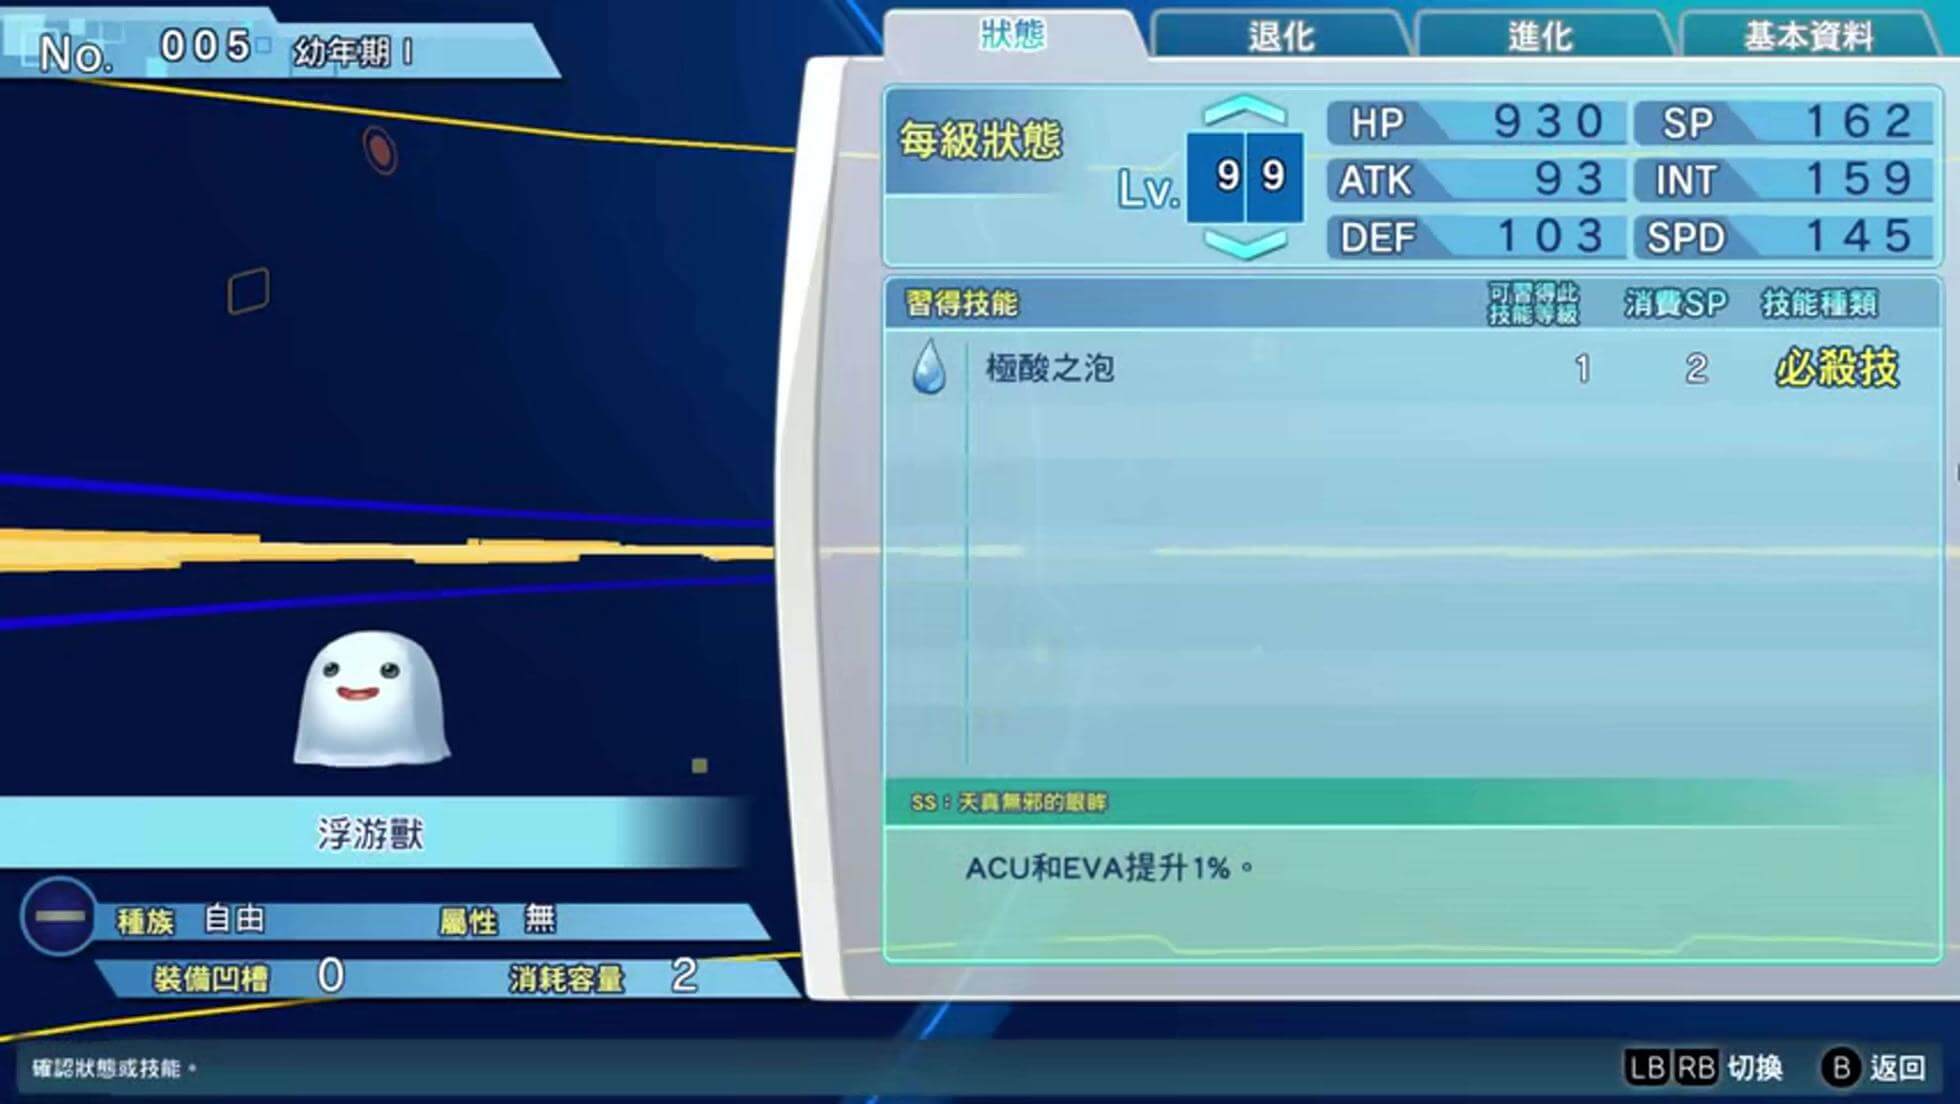 No. 005 幼年期 I
狀態 退化 進化 基本資料
每級狀態
Lv. 99
HP 930 SP 162
ATK 93 INT 159
DEF 103 SPD 145
習得技能 可習得此技能等級 消費SP 技能種類
極酸之泡 1 2 必殺技
SS：天真無邪的眼眸
ACU和EVA提升1%。
浮游獸
種族 自由 屬性 無
裝備凹槽 0 消耗容量 2
確認狀態或技能。
LB RB 切換 B 返回